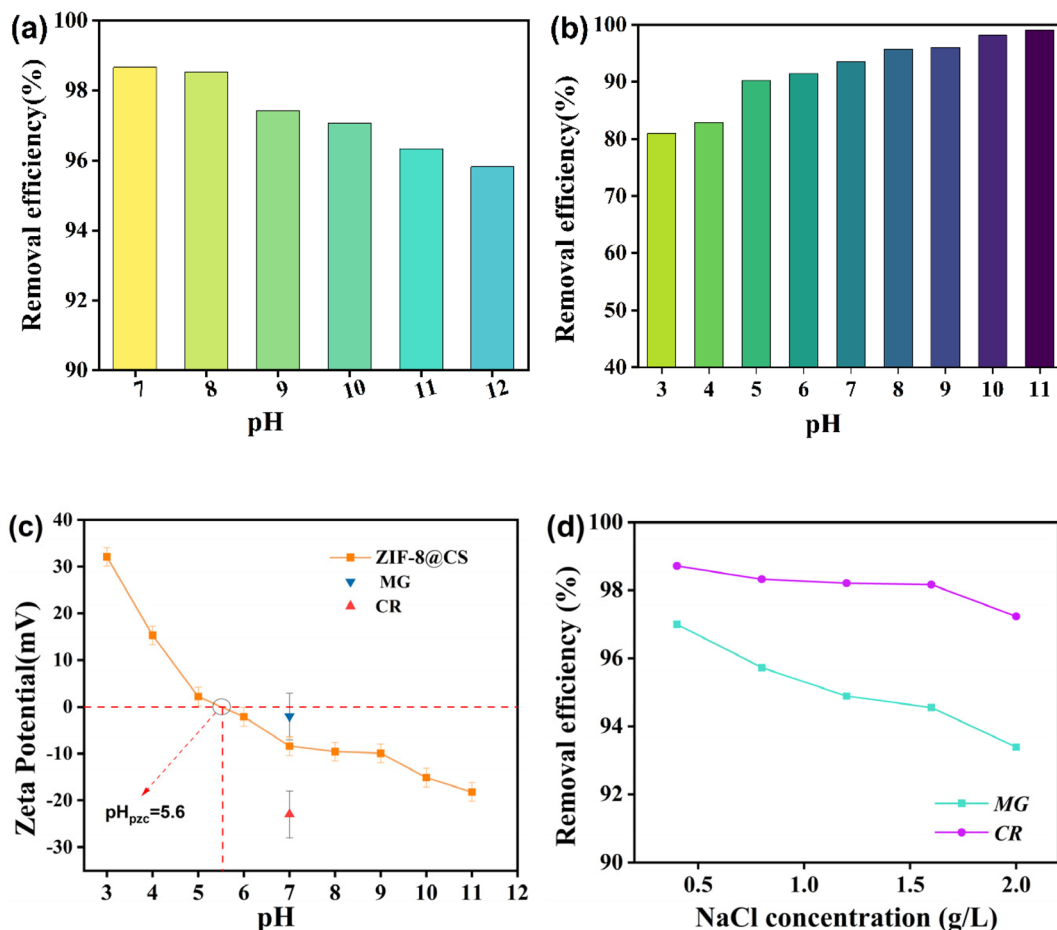 (a)
Removal efficiency(%)
100
98
96
94
92
90
7 8 9 10 11 12
pH
(b)
Removal efficiency(%)
100
90
80
70
60
50
40
3 4 5 6 7 8 9 10 11
pH
(c)
Zeta Potential(mV)
40
30
20
10
0
-10
-20
-30
ZIF-8@CS
MG
CR
pHpzc=5.6
3 4 5 6 7 8 9 10 11 12
pH
(d)
Removal efficiency (%)
100
98
96
94
92
90
MG
CR
0.5 1.0 1.5 2.0
NaCl concentration (g/L)